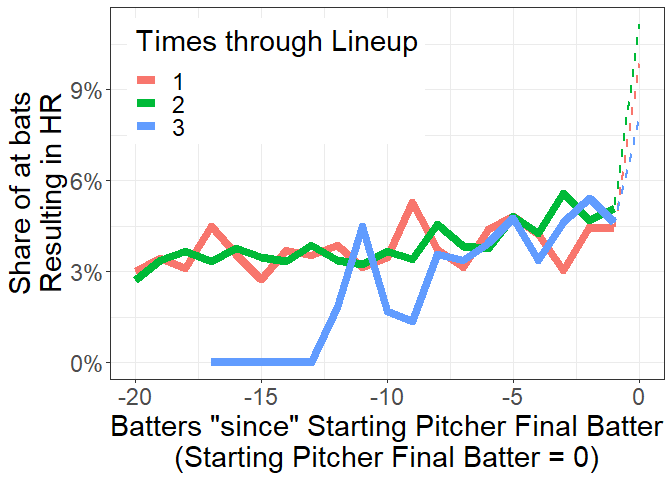 Times through Lineup
1
2
3
Share of at bats
Resulting in HR
9%
6%
3%
0%
-20
-15
-10
-5
0
Batters "since" Starting Pitcher Final Batter
(Starting Pitcher Final Batter = 0)